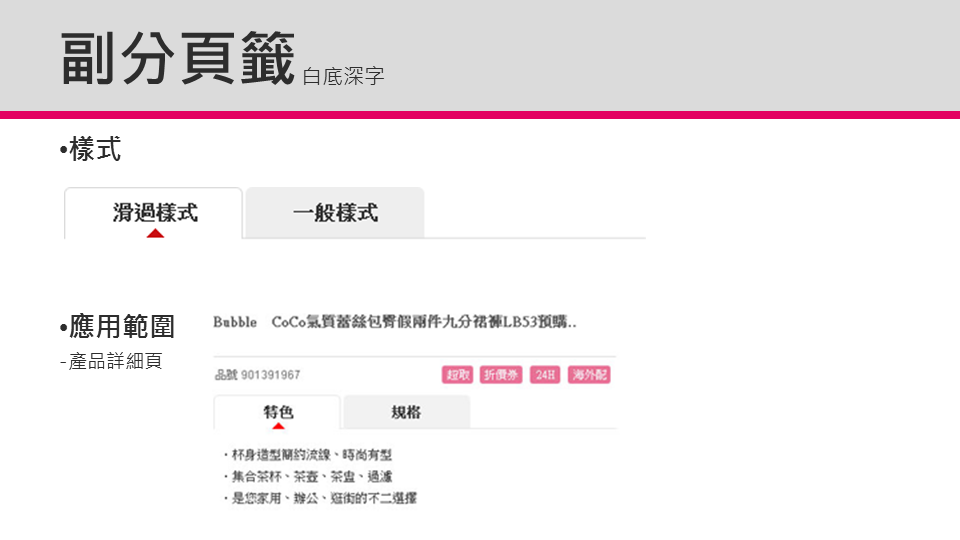 副分頁籤 白底深字
•樣式
滑過樣式 一般樣式
•應用範圍
-產品詳細頁
Bubble CoCo氣質蕾絲包臀假兩件九分裙褲LB53預購..
品號 901391967 超取 折價券 24H 海外配
特色 規格
・杯身造型簡約流線、時尚有型
・集合茶杯、茶壺、茶盅、過濾
・是您家用、辦公、逛街的不二選擇